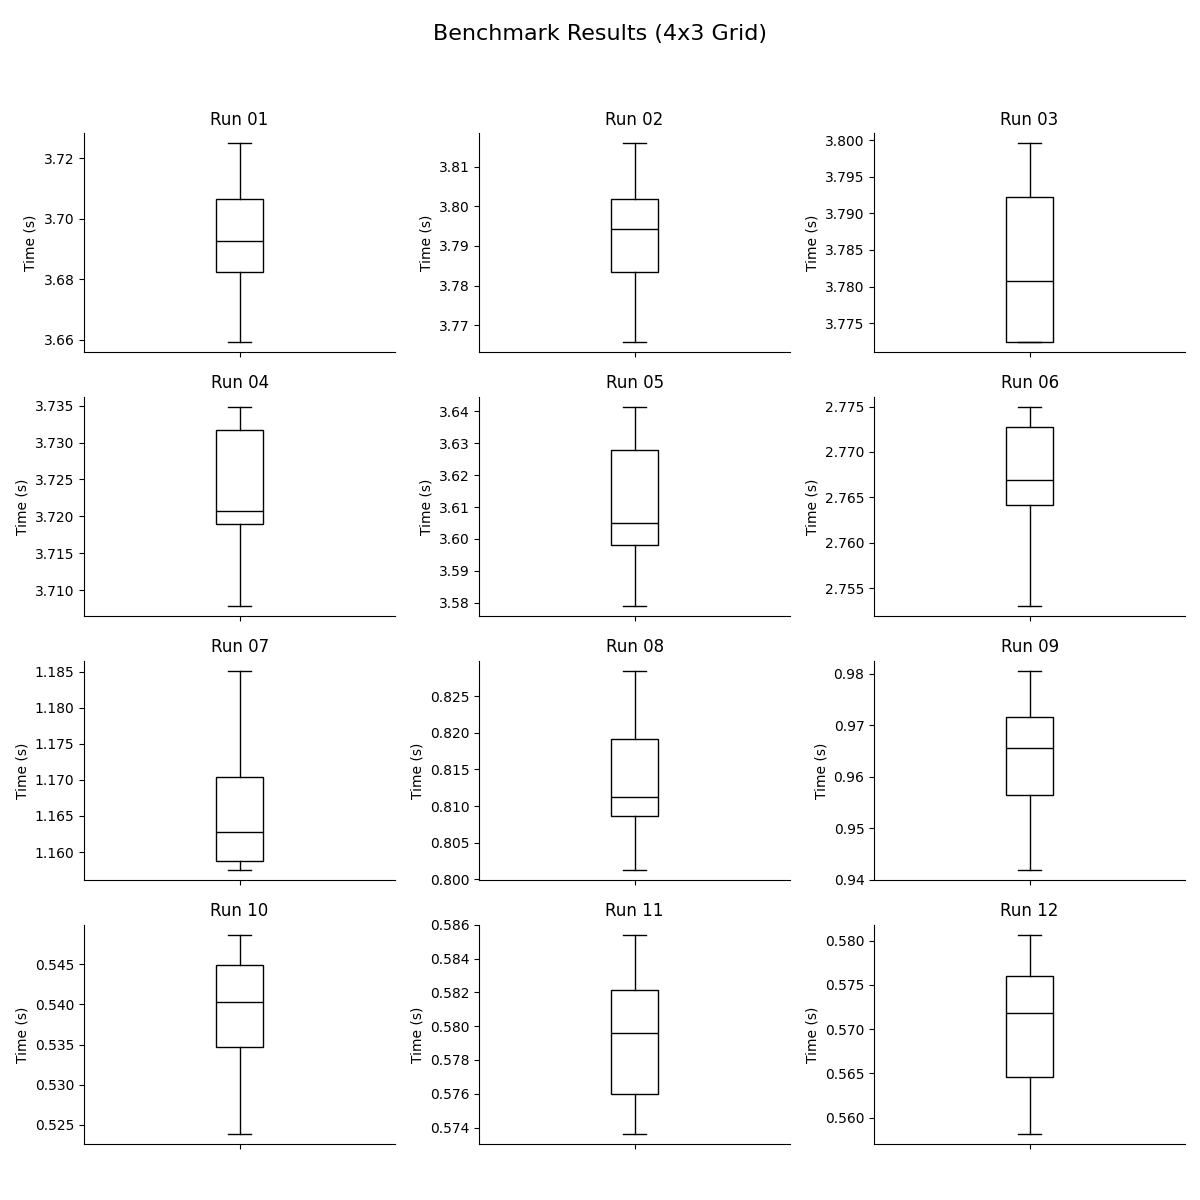 Benchmark Results (4x3 Grid)
Run 01
Time (s)
3.72
3.70
3.68
3.66
Run 02
Time (s)
3.81
3.80
3.79
3.78
3.77
Run 03
Time (s)
3.800
3.795
3.790
3.785
3.780
3.775
Run 04
Time (s)
3.735
3.730
3.725
3.720
3.715
3.710
Run 05
Time (s)
3.64
3.63
3.62
3.61
3.60
3.59
3.58
Run 06
Time (s)
2.775
2.770
2.765
2.760
2.755
Run 07
Time (s)
1.185
1.180
1.175
1.170
1.165
1.160
Run 08
Time (s)
0.825
0.820
0.815
0.810
0.805
0.800
Run 09
Time (s)
0.98
0.97
0.96
0.95
0.94
Run 10
Time (s)
0.545
0.540
0.535
0.530
0.525
Run 11
Time (s)
0.586
0.584
0.582
0.580
0.578
0.576
0.574
Run 12
Time (s)
0.580
0.575
0.570
0.565
0.560